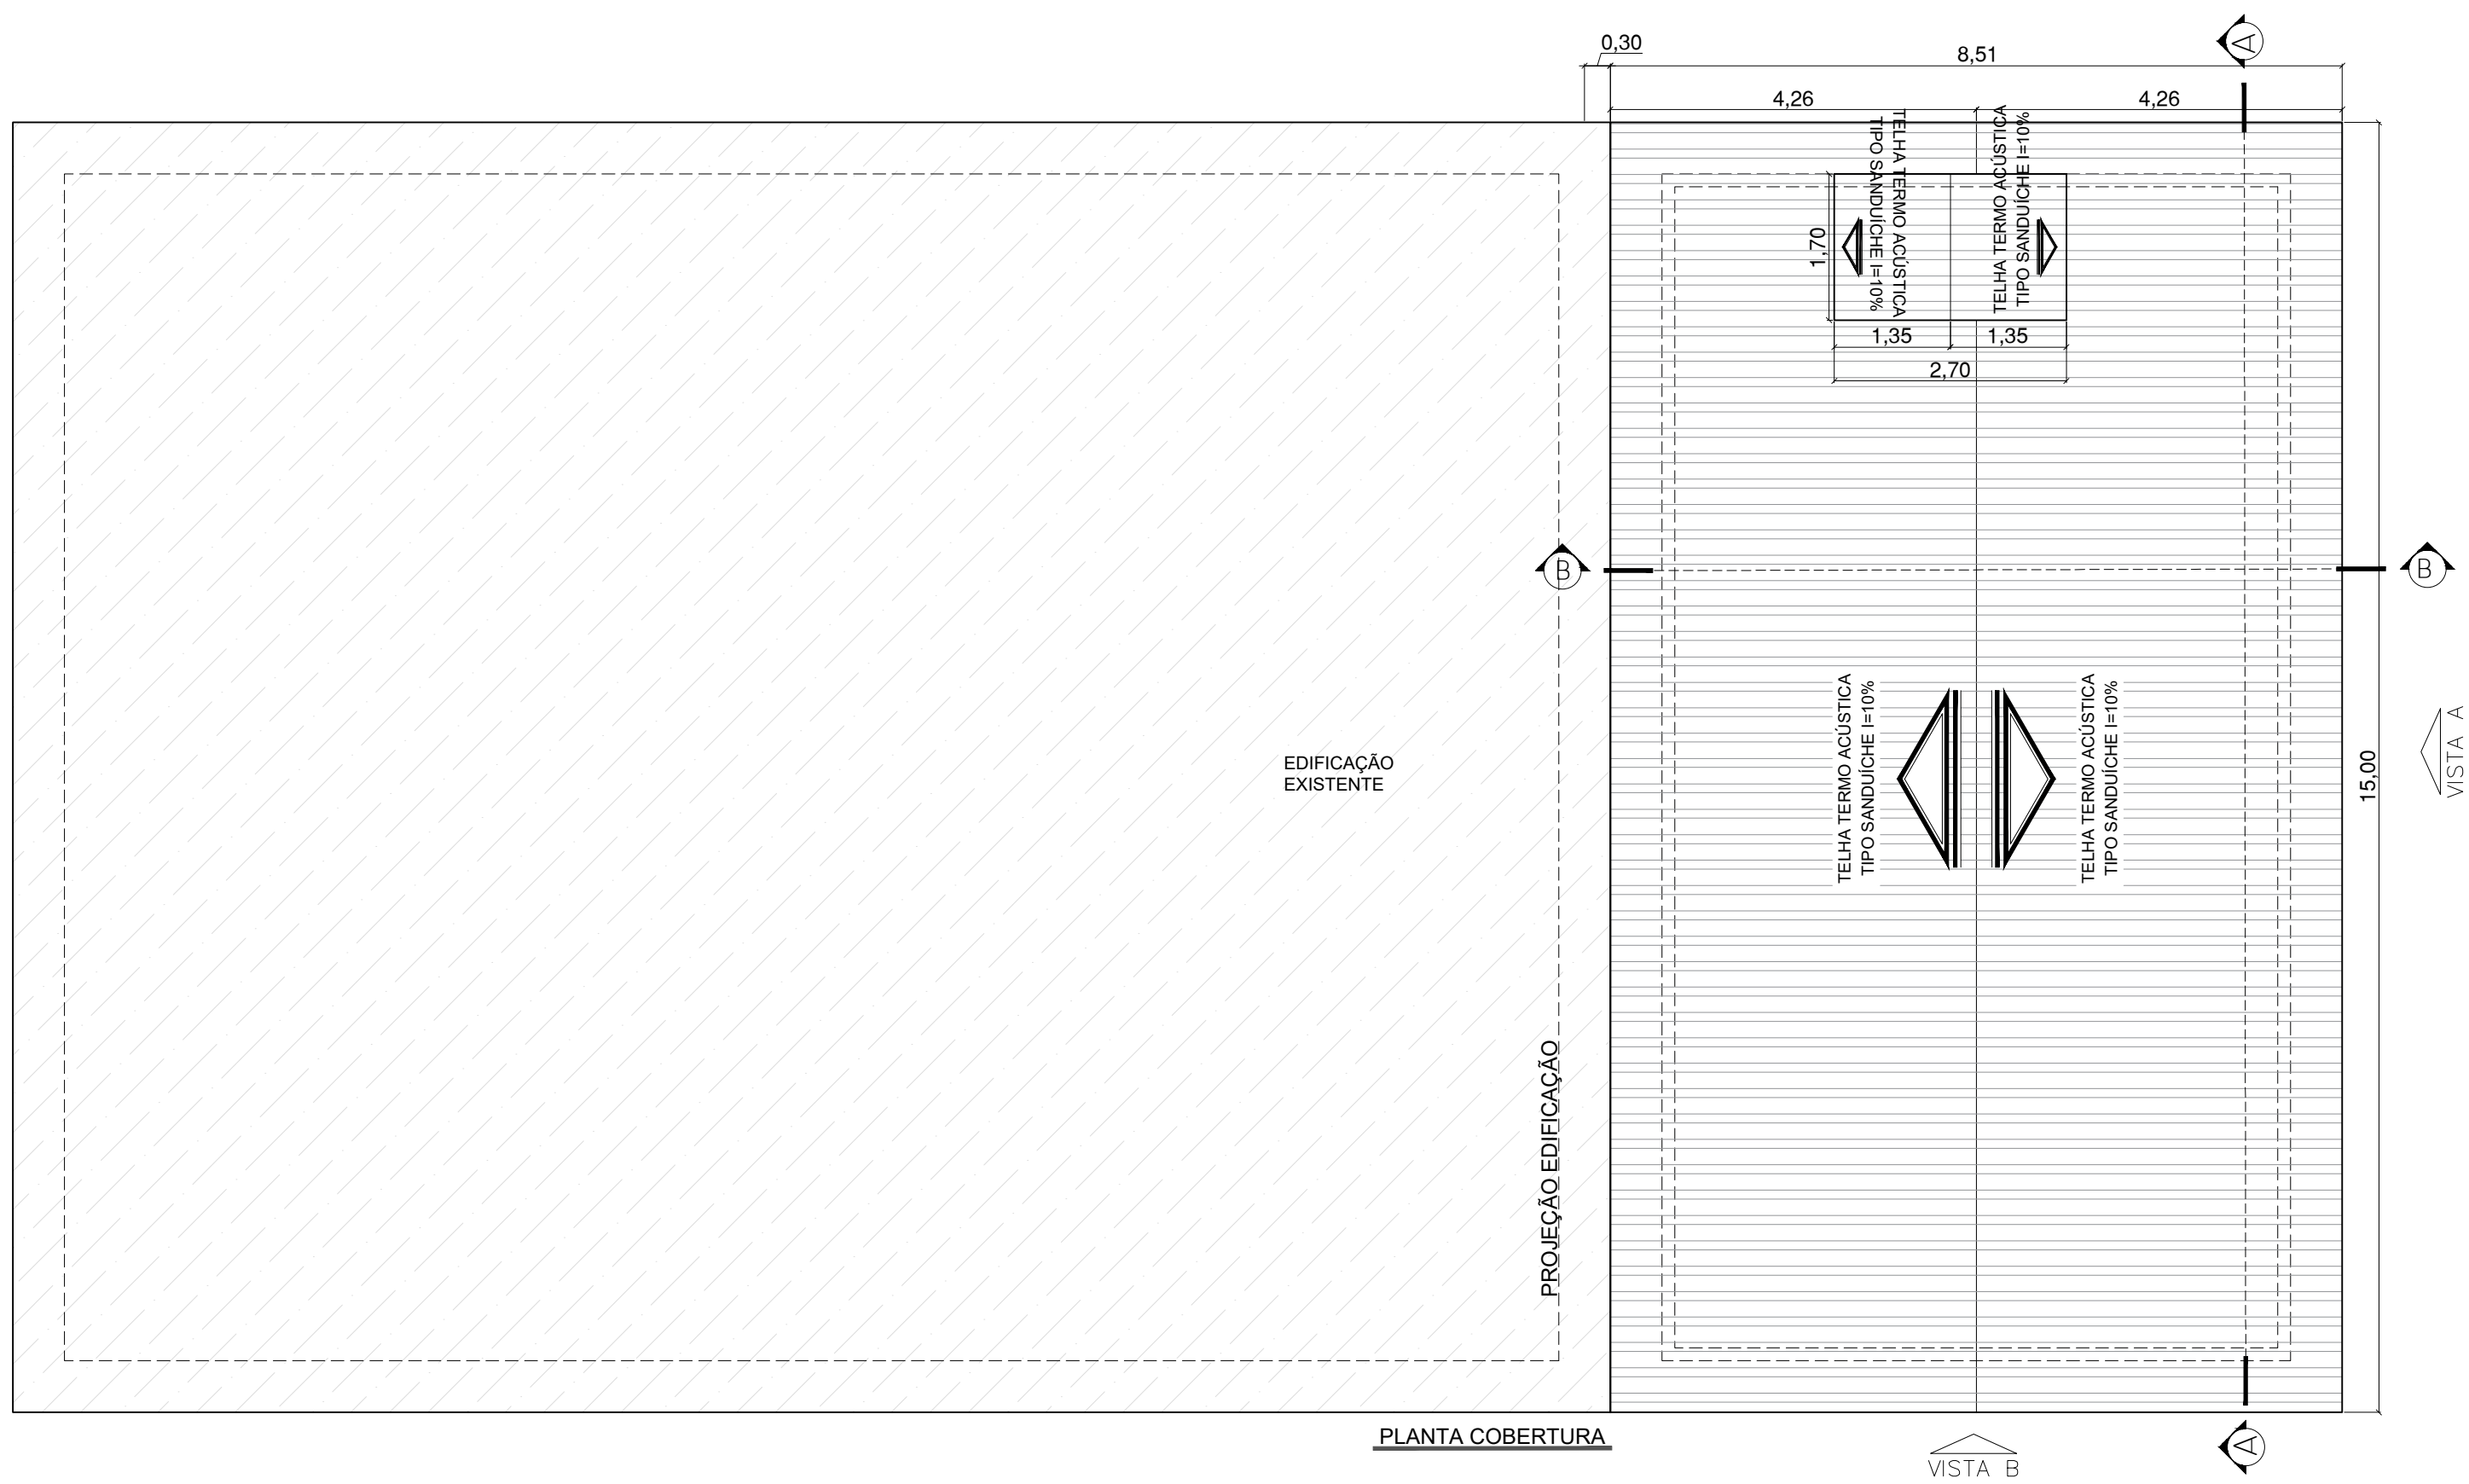 0,30
8,51
A
4,26
4,26
TELHA TERMO ACÚSTICA
TIPO SANDUÍCHE I=10%
TELHA TERMO ACÚSTICA
TIPO SANDUÍCHE I=10%
1,70
1,35
1,35
2,70
B
B
TELHA TERMO ACÚSTICA
TIPO SANDUÍCHE I=10%
TELHA TERMO ACÚSTICA
TIPO SANDUÍCHE I=10%
EDIFICAÇÃO
EXISTENTE
15,00
VISTA A
PROJEÇÃO EDIFICAÇÃO
PLANTA COBERTURA
VISTA B
A